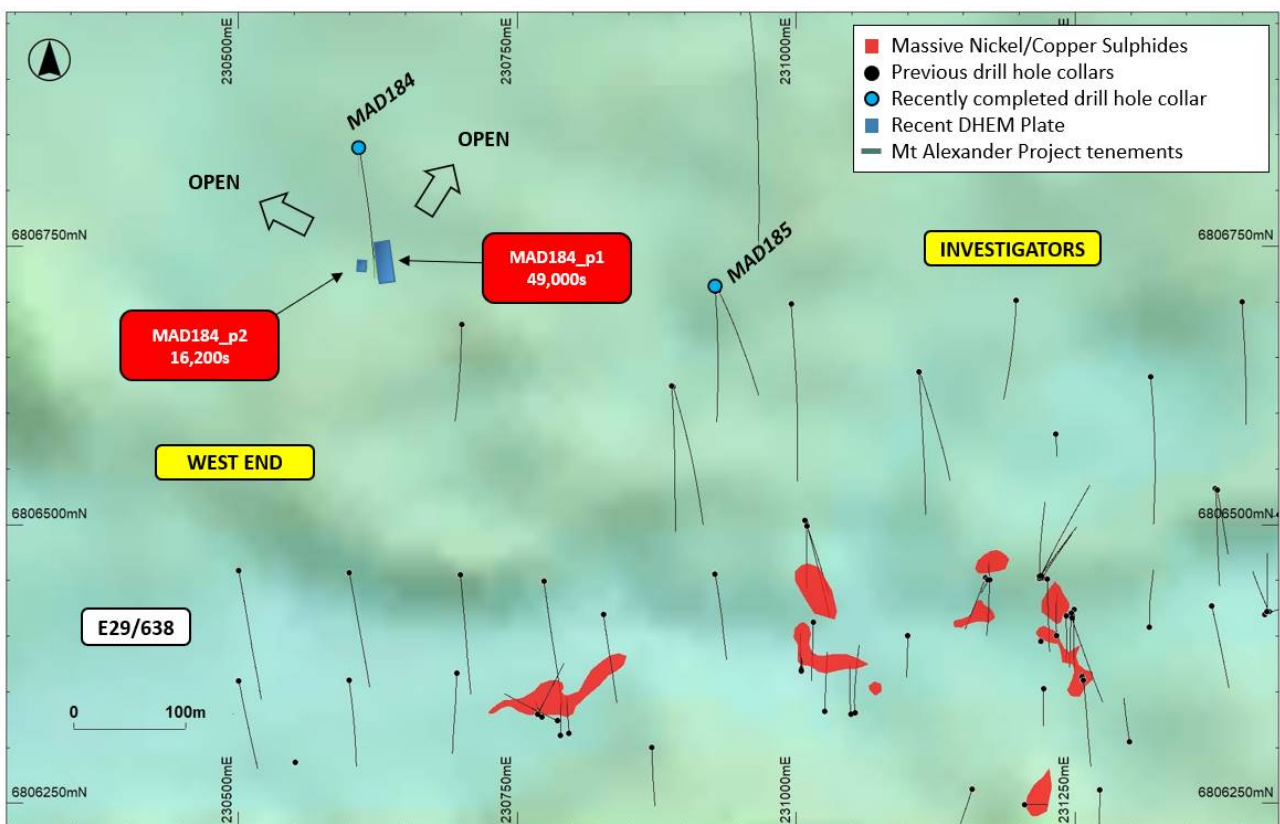 230500mE
230750mE
231000mE
Massive Nickel/Copper Sulphides
Previous drill hole collars
Recently completed drill hole collar
Recent DHEM Plate
Mt Alexander Project tenements
MAD184
OPEN
OPEN
6806750mN
6806750mN
MAD184_p1
49,000s
MAD185
INVESTIGATORS
MAD184_p2
16,200s
WEST END
6806500mN
6806500mN
E29/638
0
100m
6806250mN
6806250mN
230500mE
230750mE
231000mE
231250mE